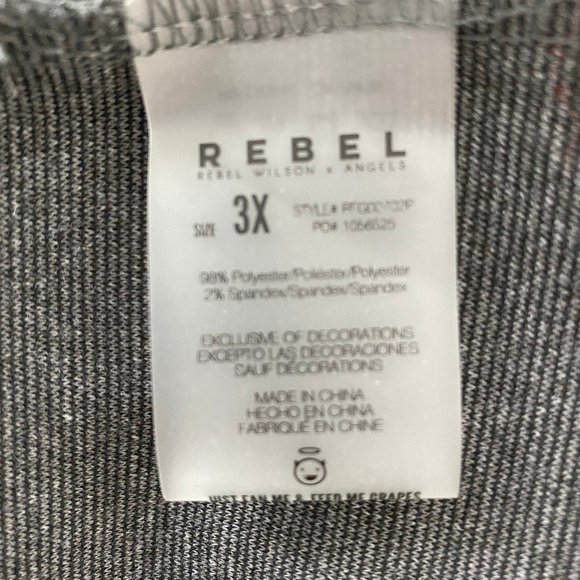 REBEL
REBEL WILSON x ANGELS
SIZE 3X
STYLE#
PO# 1056525
98% Polyester/Poliéster/Polyester
2% Spandex/Spandex/Spandex
EXCLUSIVE OF DECORATIONS
EXCEPTO LAS DECORACIONES
SAUF DÉCORATIONS
MADE IN CHINA
HECHO EN CHINA
FABRIQUÉ EN CHINE
JUST FAN ME & FEED ME GRAPES